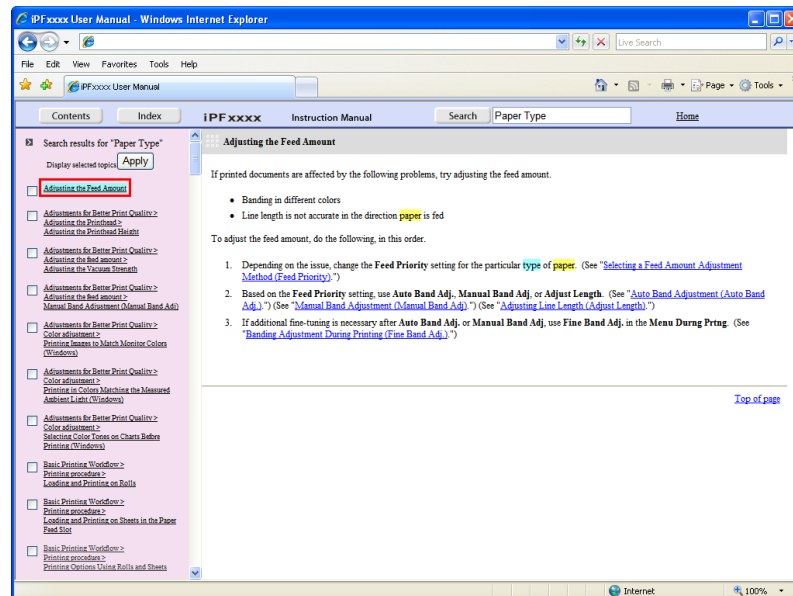 iPFxxxx User Manual - Windows Internet Explorer
Live Search
File Edit View Favorites Tools Help
iPFxxxx User Manual
Page
Tools
Contents
Index
iPFxxxx
Instruction Manual
Search
Paper Type
Home
Search results for "Paper Type"
Display selected topics
Apply
Adjusting the Feed Amount
Adjustments for Better Print Quality >
Adjusting the Printhead >
Adjusting the Printhead Height
Adjustments for Better Print Quality >
Adjusting the feed amount >
Adjusting the Vacuum Strength
Adjustments for Better Print Quality >
Adjusting the feed amount >
Manual Band Adjustment (Manual Band Adj)
Adjustments for Better Print Quality >
Color adjustment >
Printing Images to Match Monitor Colors
(Windows)
Adjustments for Better Print Quality >
Color adjustment >
Printing in Colors Matching the Measured
Ambient Light (Windows)
Adjustments for Better Print Quality >
Color adjustment >
Selecting Color Tones on Charts Before
Printing (Windows)
Basic Printing Workflow >
Printing procedure >
Loading and Printing on Rolls
Basic Printing Workflow >
Printing procedure >
Loading and Printing on Sheets in the Paper
Feed Slot
Basic Printing Workflow >
Printing procedure >
Printing Options Using Rolls and Sheets
Adjusting the Feed Amount
If printed documents are affected by the following problems, try adjusting the feed amount.
• Banding in different colors
• Line length is not accurate in the direction paper is fed
To adjust the feed amount, do the following, in this order.
1. Depending on the issue, change the Feed Priority setting for the particular type of paper. (See "Selecting a Feed Amount Adjustment
Method (Feed Priority).")
2. Based on the Feed Priority setting, use Auto Band Adj., Manual Band Adj, or Adjust Length. (See "Auto Band Adjustment (Auto Band
Adj.).") (See "Manual Band Adjustment (Manual Band Adj).") (See "Adjusting Line Length (Adjust Length).")
3. If additional fine-tuning is necessary after Auto Band Adj. or Manual Band Adj, use Fine Band Adj. in the Menu Durng Prtng. (See
"Banding Adjustment During Printing (Fine Band Adj.).")
Top of page
Internet
100%